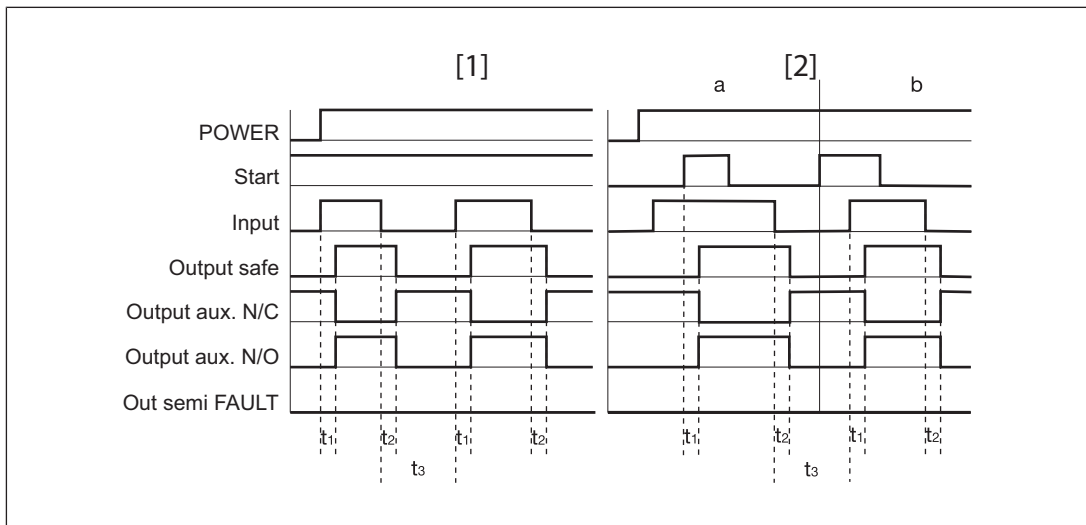 [1] [2]
a b
POWER
Start
Input
Output safe
Output aux. N/C
Output aux. N/O
Out semi FAULT
t1 t2 t1 t2 t1 t2 t1 t2
t3 t3